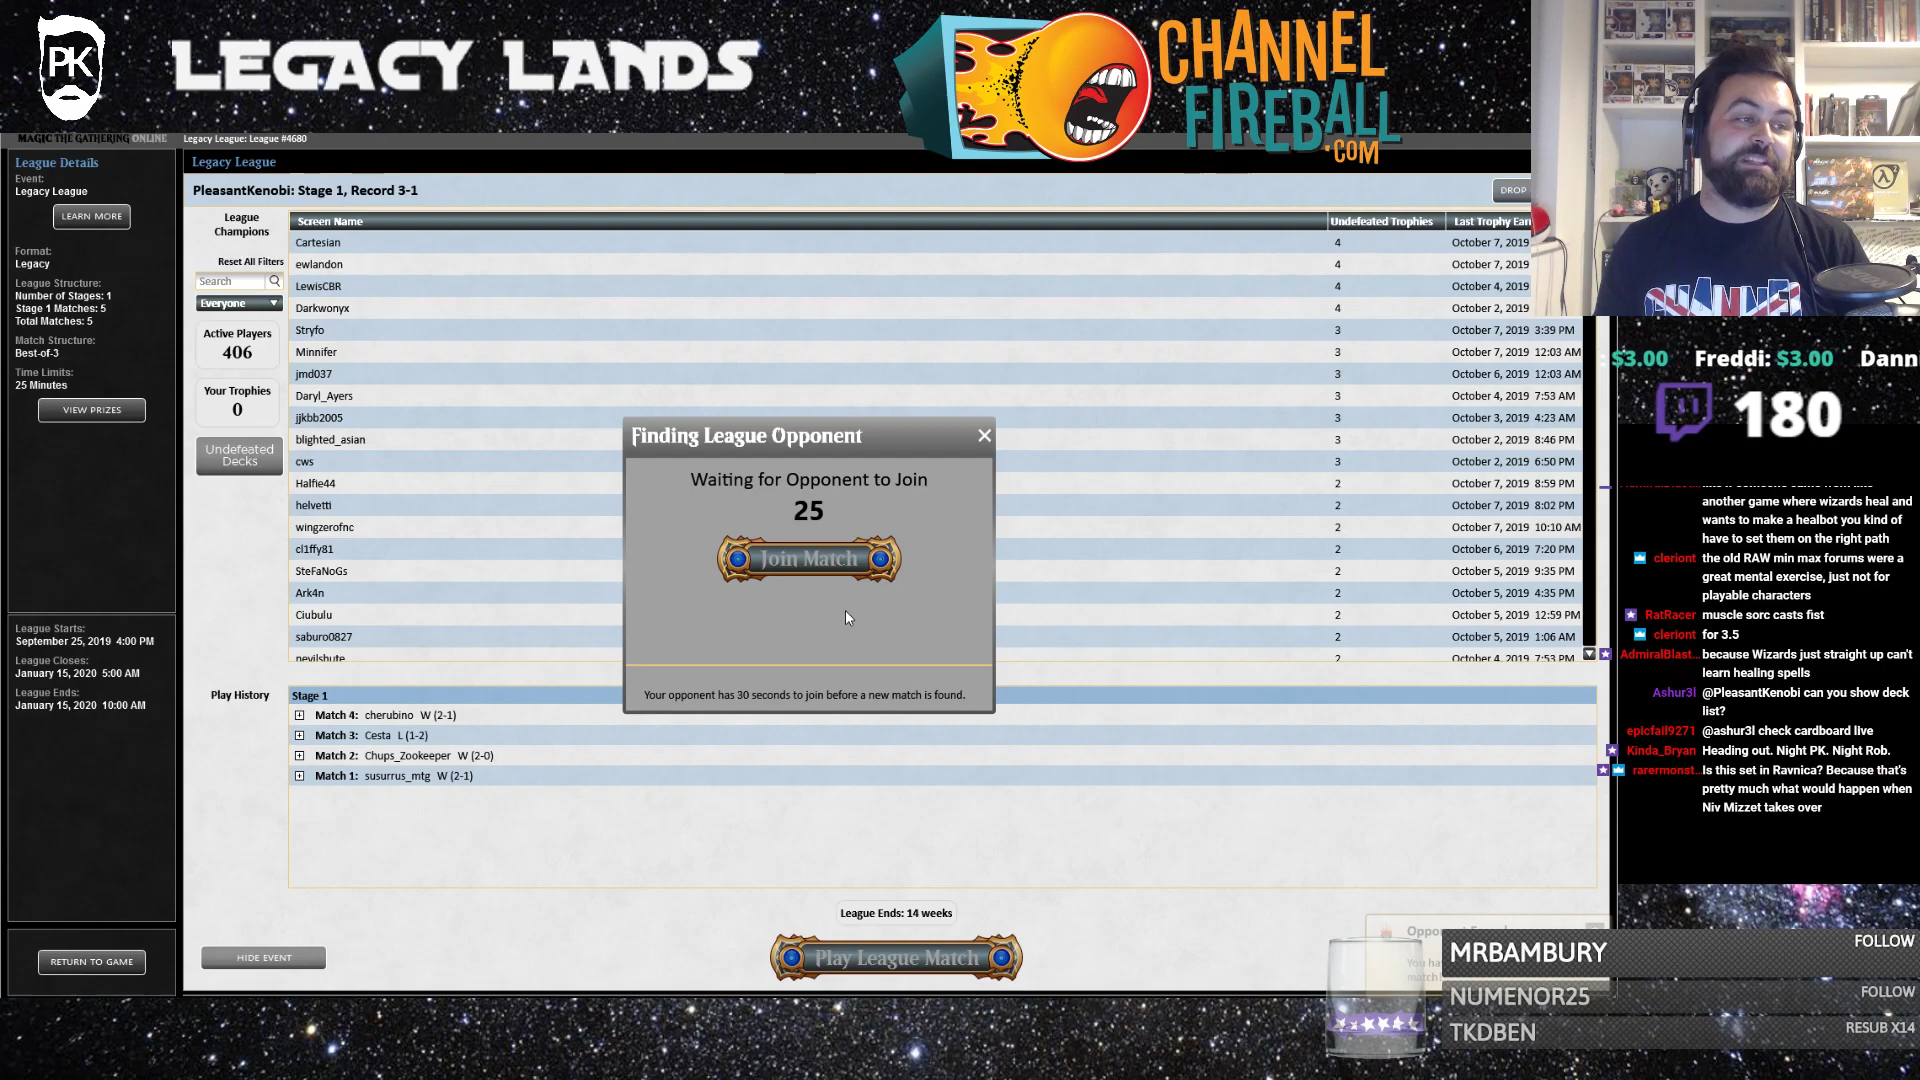 PK
LEGACY LANDS
CHANNEL
FIREBALL
.COM
MAGIC THE GATHERING ONLINE
Legacy League: League #4680
League Details
Event:
Legacy League
LEARN MORE
Format:
Legacy
League Structure:
Number of Stages: 1
Stage 1 Matches: 5
Total Matches: 5
Match Structure:
Best-of-3
Time Limits:
25 Minutes
VIEW PRIZES
League Starts:
September 25, 2019 4:00 PM
League Closes:
January 15, 2020 5:00 AM
League Ends:
January 15, 2020 10:00 AM
RETURN TO GAME
Legacy League
PleasantKenobi: Stage 1, Record 3-1
DROP
League
Champions
Reset All Filters
Search
Everyone
Active Players
406
Your Trophies
0
Undefeated
Decks
Screen Name Undefeated Trophies Last Trophy Ear
Cartesian 4 October 7, 2019
ewlandon 4 October 7, 2019
LewisCBR 4 October 4, 2019
Darkwonyx 4 October 2, 2019
Stryfo 3 October 7, 2019 3:39 PM
Minnifer 3 October 7, 2019 12:03 AM
jmd037 3 October 6, 2019 12:03 AM
Daryl_Ayers 3 October 4, 2019 7:53 AM
jjkbb2005 3 October 3, 2019 4:23 AM
blighted_asian 3 October 2, 2019 8:46 PM
cws 3 October 2, 2019 6:50 PM
Halfie44 2 October 7, 2019 8:59 PM
helvetti 2 October 7, 2019 8:02 PM
wingzerofnc 2 October 7, 2019 10:10 AM
cl1ffy81 2 October 6, 2019 7:20 PM
SteFaNoGs 2 October 5, 2019 9:35 PM
Ark4n 2 October 5, 2019 4:35 PM
Ciubulu 2 October 5, 2019 12:59 PM
saburo0827 2 October 5, 2019 1:06 AM
nevilshute 2 October 4, 2019 7:53 PM
Finding League Opponent
Waiting for Opponent to Join
25
Join Match
Your opponent has 30 seconds to join before a new match is found.
Play History
Stage 1
Match 4: cherubino W (2-1)
Match 3: Cesta L (1-2)
Match 2: Chups_Zookeeper W (2-0)
Match 1: susurrus_mtg W (2-1)
League Ends: 14 weeks
HIDE EVENT
Play League Match
CHANNEL
: $3.00 Freddi: $3.00 Dann
180
another game where wizards heal and
wants to make a healbot you kind of
have to set them on the right path
cleriont the old RAW min max forums were a
great mental exercise, just not for
playable characters
RatRacer muscle sorc casts fist
cleriont for 3.5
AdmiralBlast... because Wizards just straight up can't
learn healing spells
Ashur3l @PleasantKenobi can you show deck
list?
epicfail9271 @ashur3l check cardboard live
Kinda_Bryan Heading out. Night PK. Night Rob.
rarermonst... Is this set in Ravnica? Because that's
pretty much what would happen when
Niv Mizzet takes over
MRBAMBURY FOLLOW
NUMENOR25 FOLLOW
TKDBEN RESUB X14